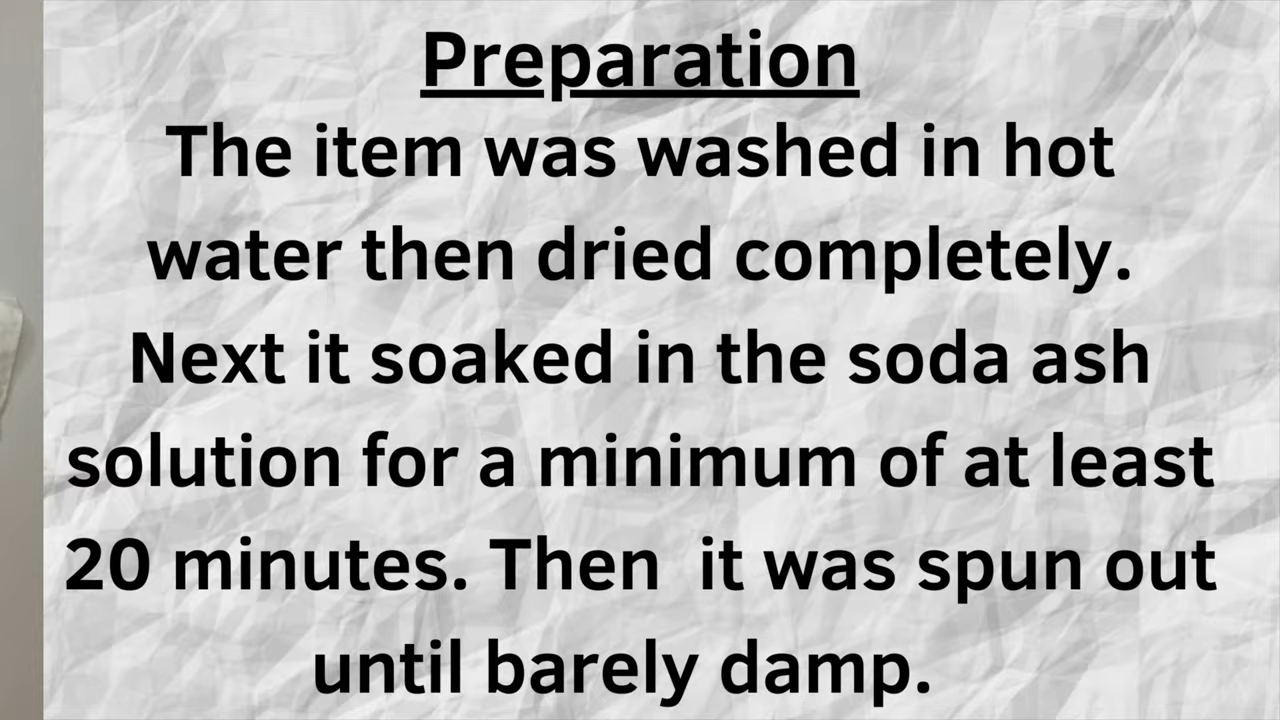 Preparation
The item was washed in hot
water then dried completely.
Next it soaked in the soda ash
solution for a minimum of at least
20 minutes. Then  it was spun out
until barely damp.